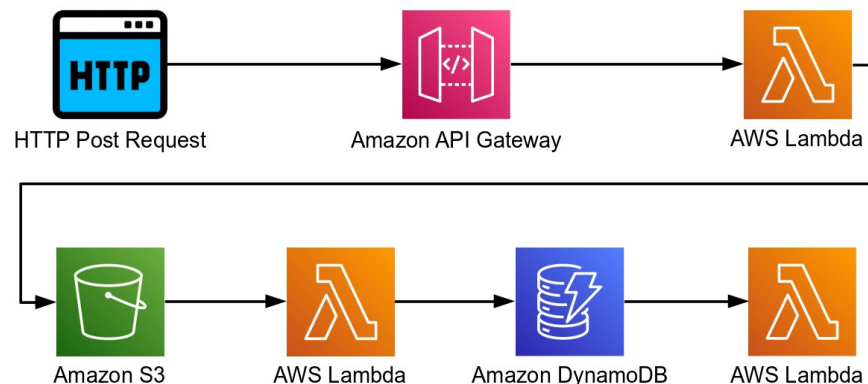 HTTP
</>
HTTP Post Request
Amazon API Gateway
AWS Lambda
Amazon S3
AWS Lambda
Amazon DynamoDB
AWS Lambda